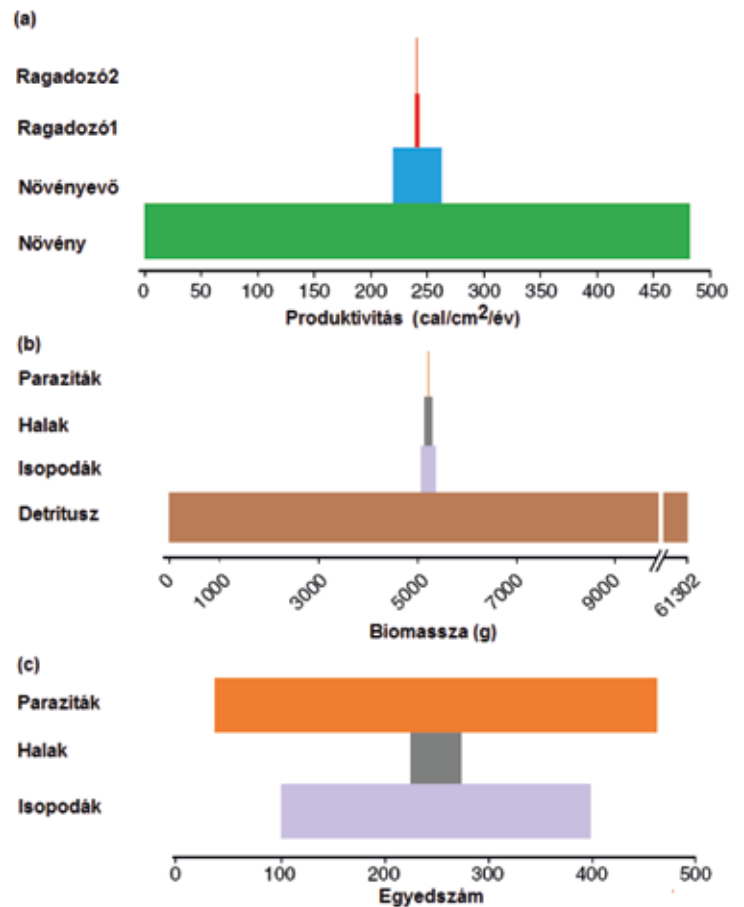 (a)
Ragadozó2
Ragadozó1
Növényevő
Növény
0 50 100 150 200 250 300 350 400 450 500
Produktivitás (cal/cm2/év)
(b)
Paraziták
Halak
Isopodák
Detritusz
0 1000 3000 5000 7000 9000 61302
Biomassza (g)
(c)
Paraziták
Halak
Isopodák
0 100 200 300 400 500
Egyedszám